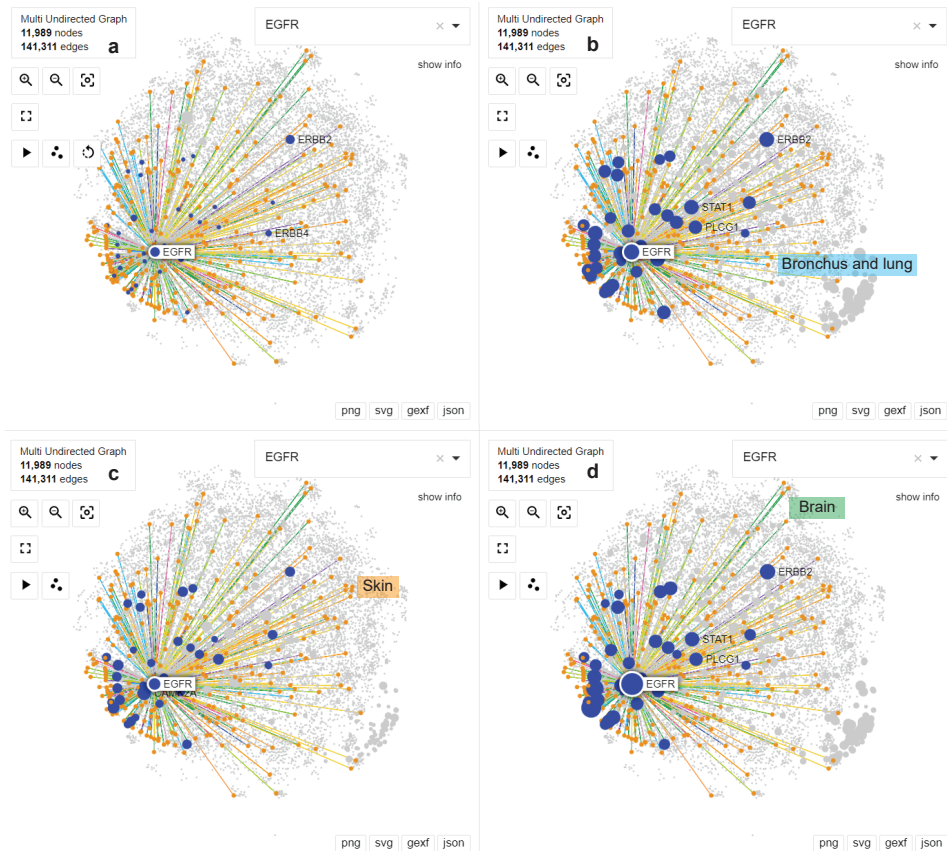 Multi Undirected Graph
11,989 nodes
141,311 edges
a
EGFR
show info
ERBB2
ERBB4
EGFR
png svg gexf json
Multi Undirected Graph
11,989 nodes
141,311 edges
b
EGFR
show info
ERBB2
STAT1
PLCG1
EGFR
Bronchus and lung
png svg gexf json
Multi Undirected Graph
11,989 nodes
141,311 edges
c
EGFR
show info
Skin
EGFR
png svg gexf json
Multi Undirected Graph
11,989 nodes
141,311 edges
d
EGFR
show info
Brain
ERBB2
STAT1
PLCG1
EGFR
png svg gexf json